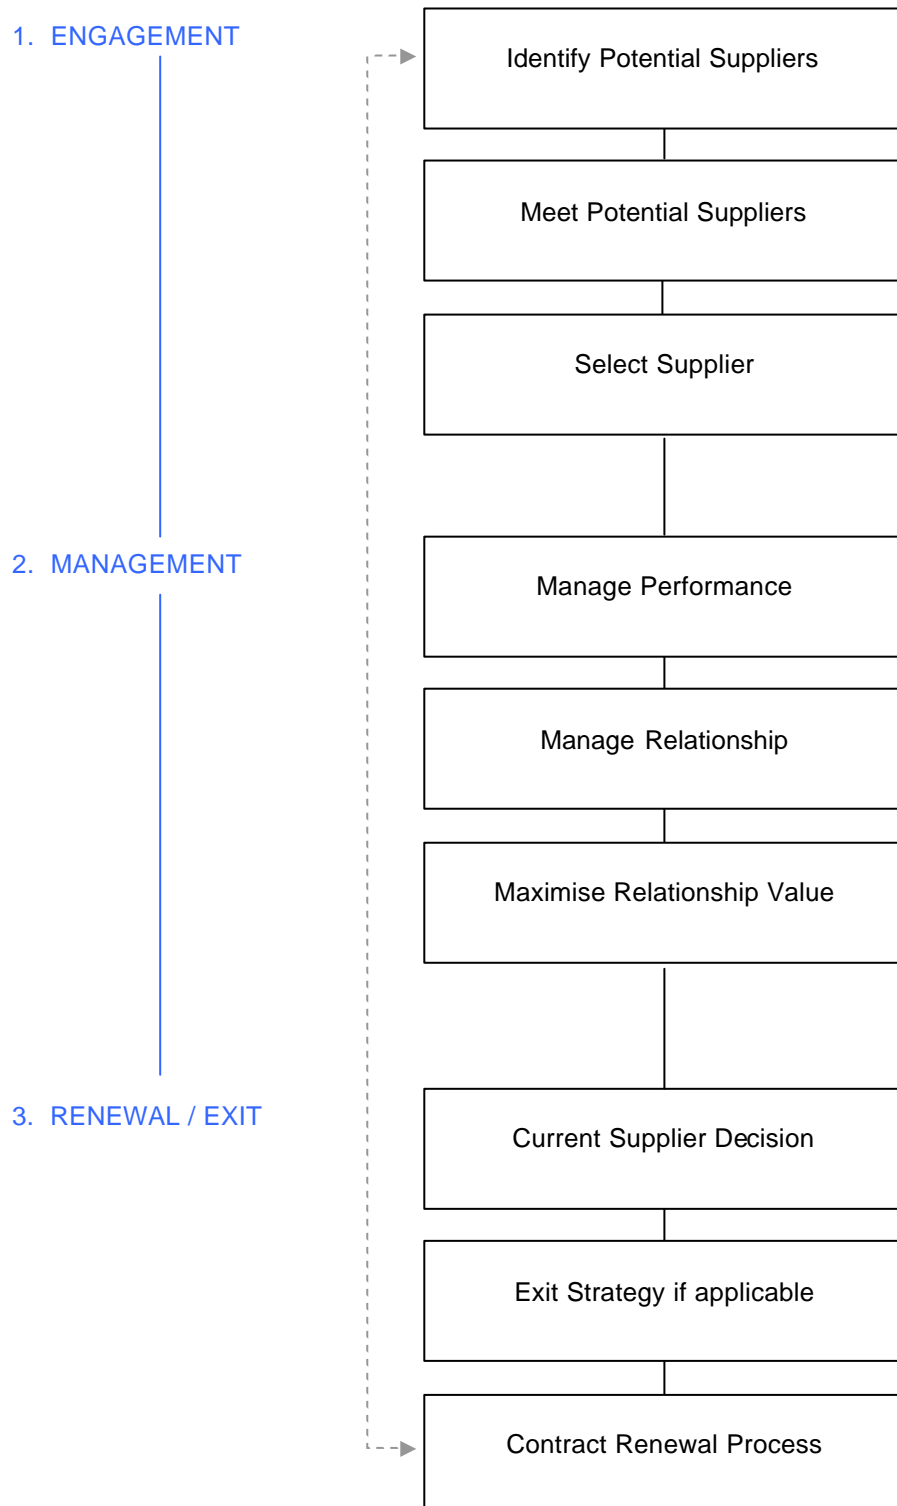 1. ENGAGEMENT
Identify Potential Suppliers
Meet Potential Suppliers
Select Supplier
2. MANAGEMENT
Manage Performance
Manage Relationship
Maximise Relationship Value
3. RENEWAL / EXIT
Current Supplier Decision
Exit Strategy if applicable
Contract Renewal Process